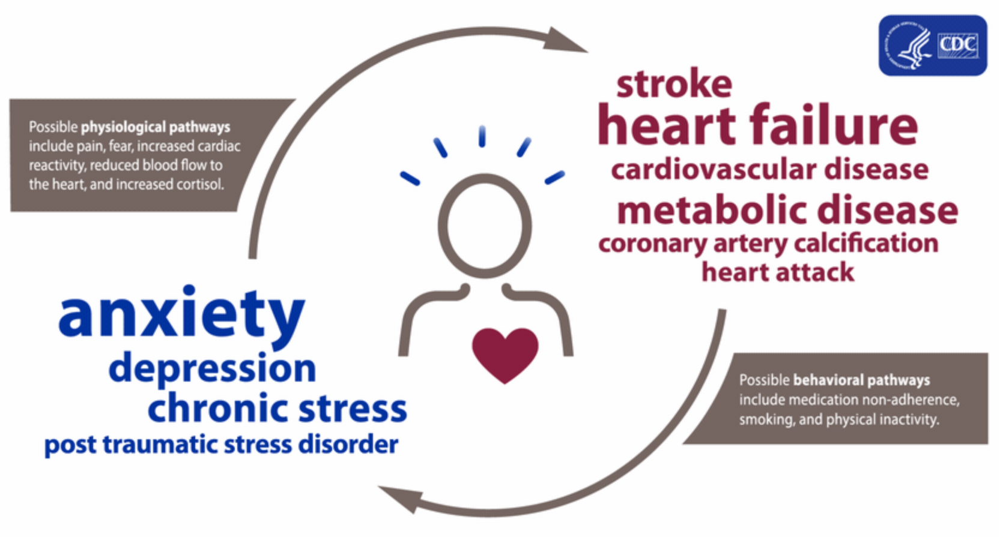 CDC
Possible physiological pathways
include pain, fear, increased cardiac
reactivity, reduced blood flow to
the heart, and increased cortisol.
stroke
heart failure
cardiovascular disease
metabolic disease
coronary artery calcification
heart attack
anxiety
depression
chronic stress
post traumatic stress disorder
Possible behavioral pathways
include medication non-adherence,
smoking, and physical inactivity.